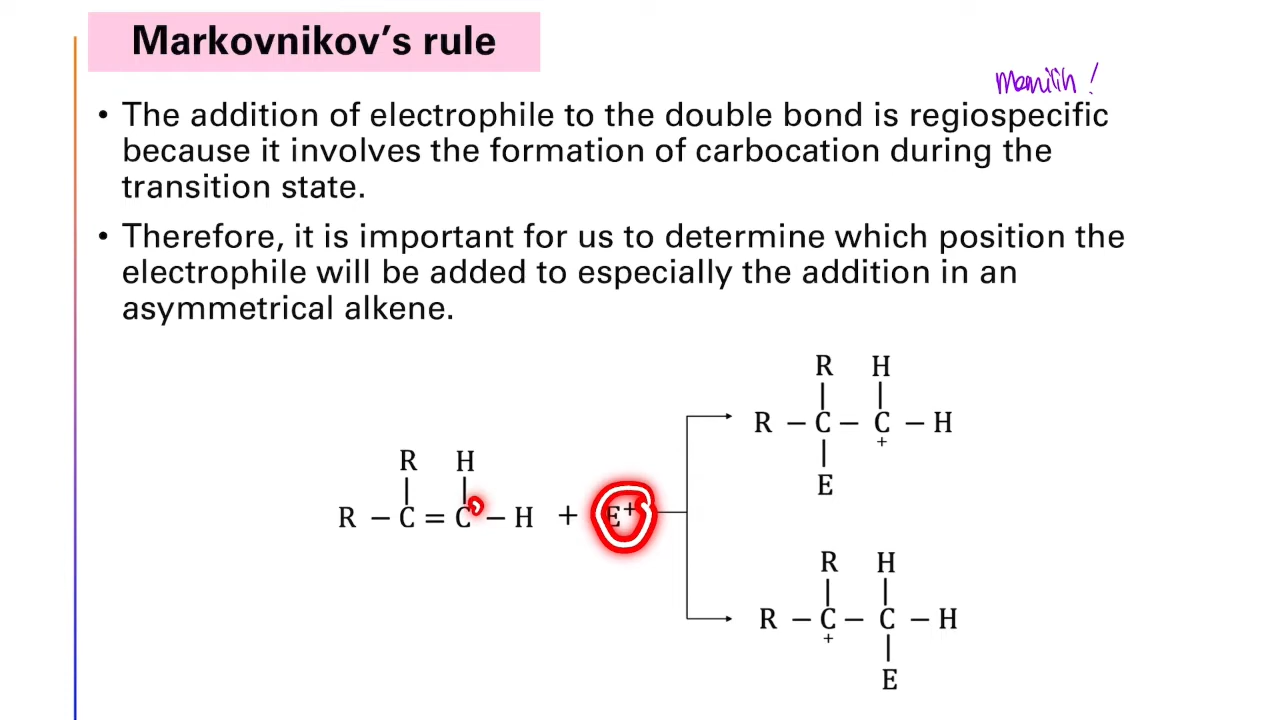 Markovnikov's rule
memilih !
• The addition of electrophile to the double bond is regiospecific
because it involves the formation of carbocation during the
transition state.
• Therefore, it is important for us to determine which position the
electrophile will be added to especially the addition in an
asymmetrical alkene.
R H
R – C = C – H + E⁺
R H
R – C – C – H
+
E
R H
R – C – C – H
+
E